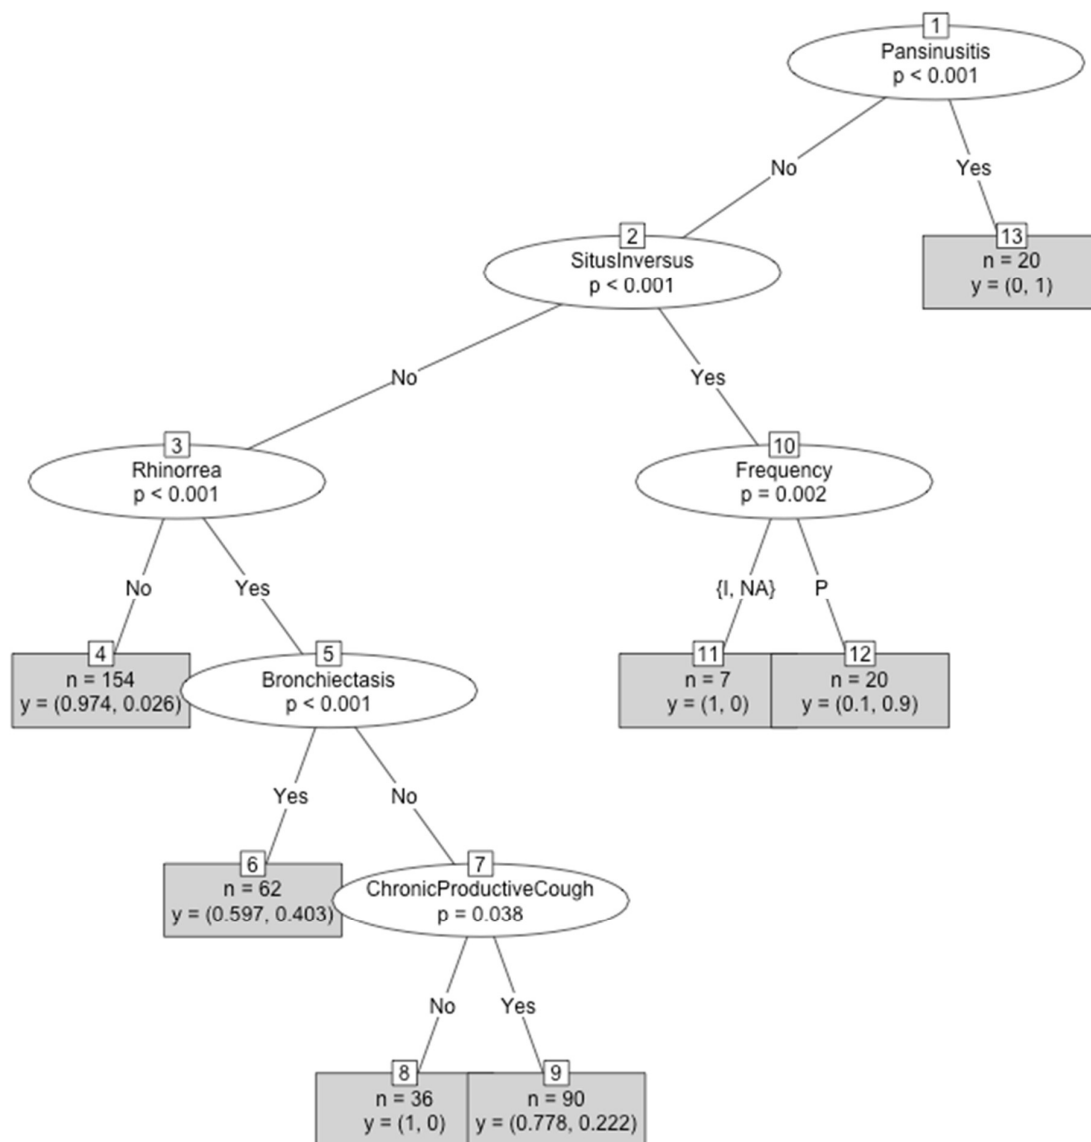 1
Pansinusitis
p < 0.001
No
Yes
2
SitusInversus
p < 0.001
13
n = 20
y = (0, 1)
No
Yes
3
Rhinorrea
p < 0.001
10
Frequency
p = 0.002
No
Yes
{I, NA}
P
4
n = 154
y = (0.974, 0.026)
5
Bronchiectasis
p < 0.001
11
n = 7
y = (1, 0)
12
n = 20
y = (0.1, 0.9)
Yes
No
6
n = 62
y = (0.597, 0.403)
7
ChronicProductiveCough
p = 0.038
No
Yes
8
n = 36
y = (1, 0)
9
n = 90
y = (0.778, 0.222)